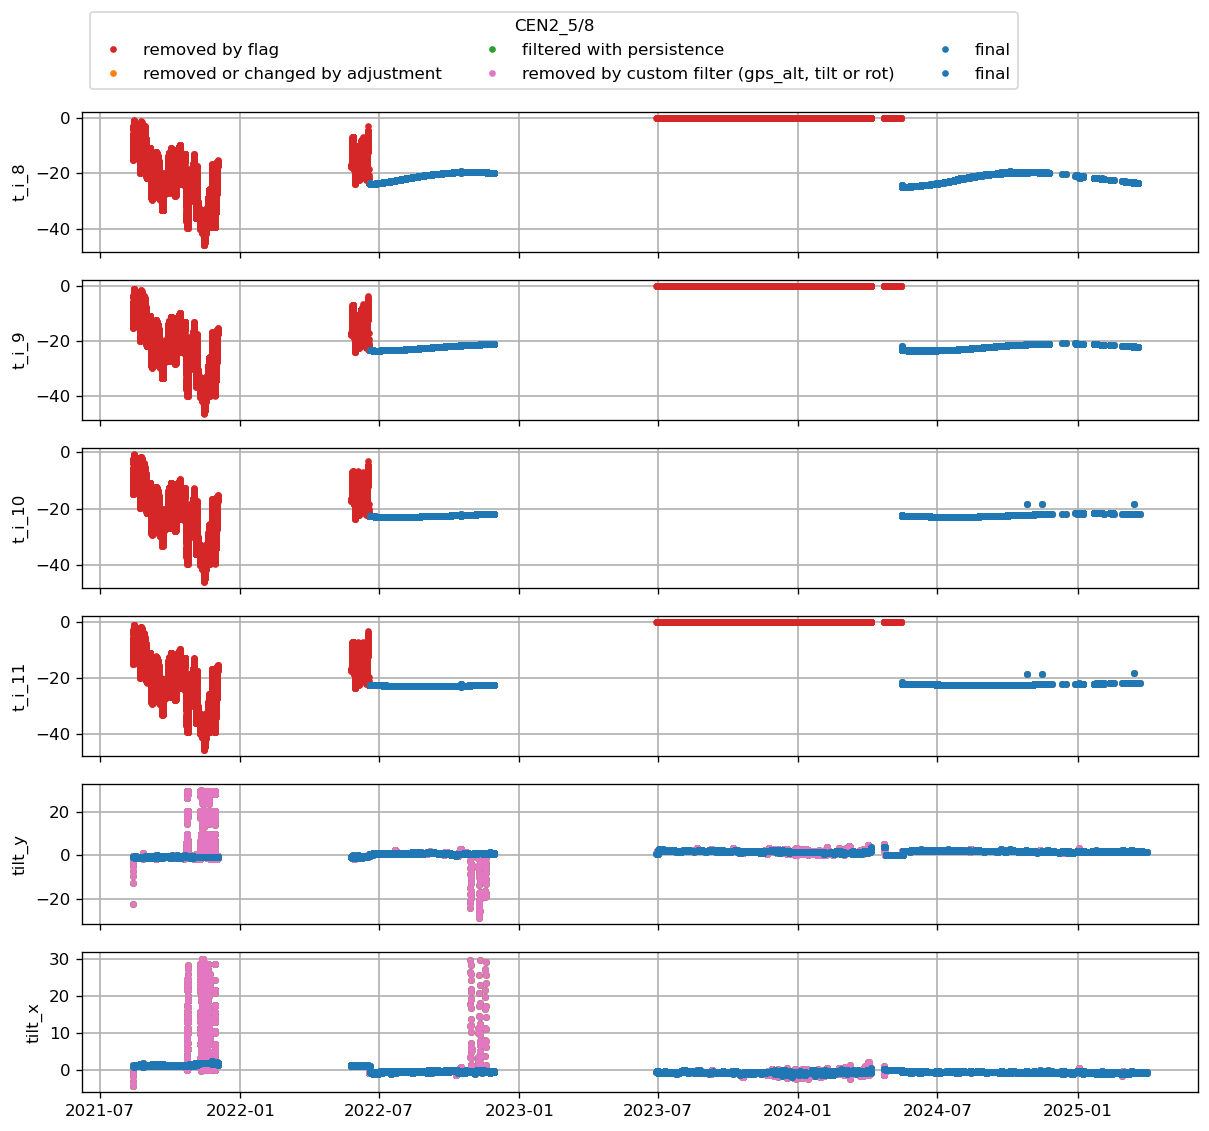 CEN2_5/8
removed by flag
filtered with persistence
final
removed or changed by adjustment
removed by custom filter (gps_alt, tilt or rot)
final
t_i_8
0
−20
−40
t_i_9
0
−20
−40
t_i_10
0
−20
−40
t_i_11
0
−20
−40
tilt_y
20
0
−20
tilt_x
30
20
10
0
2021-07
2022-01
2022-07
2023-01
2023-07
2024-01
2024-07
2025-01